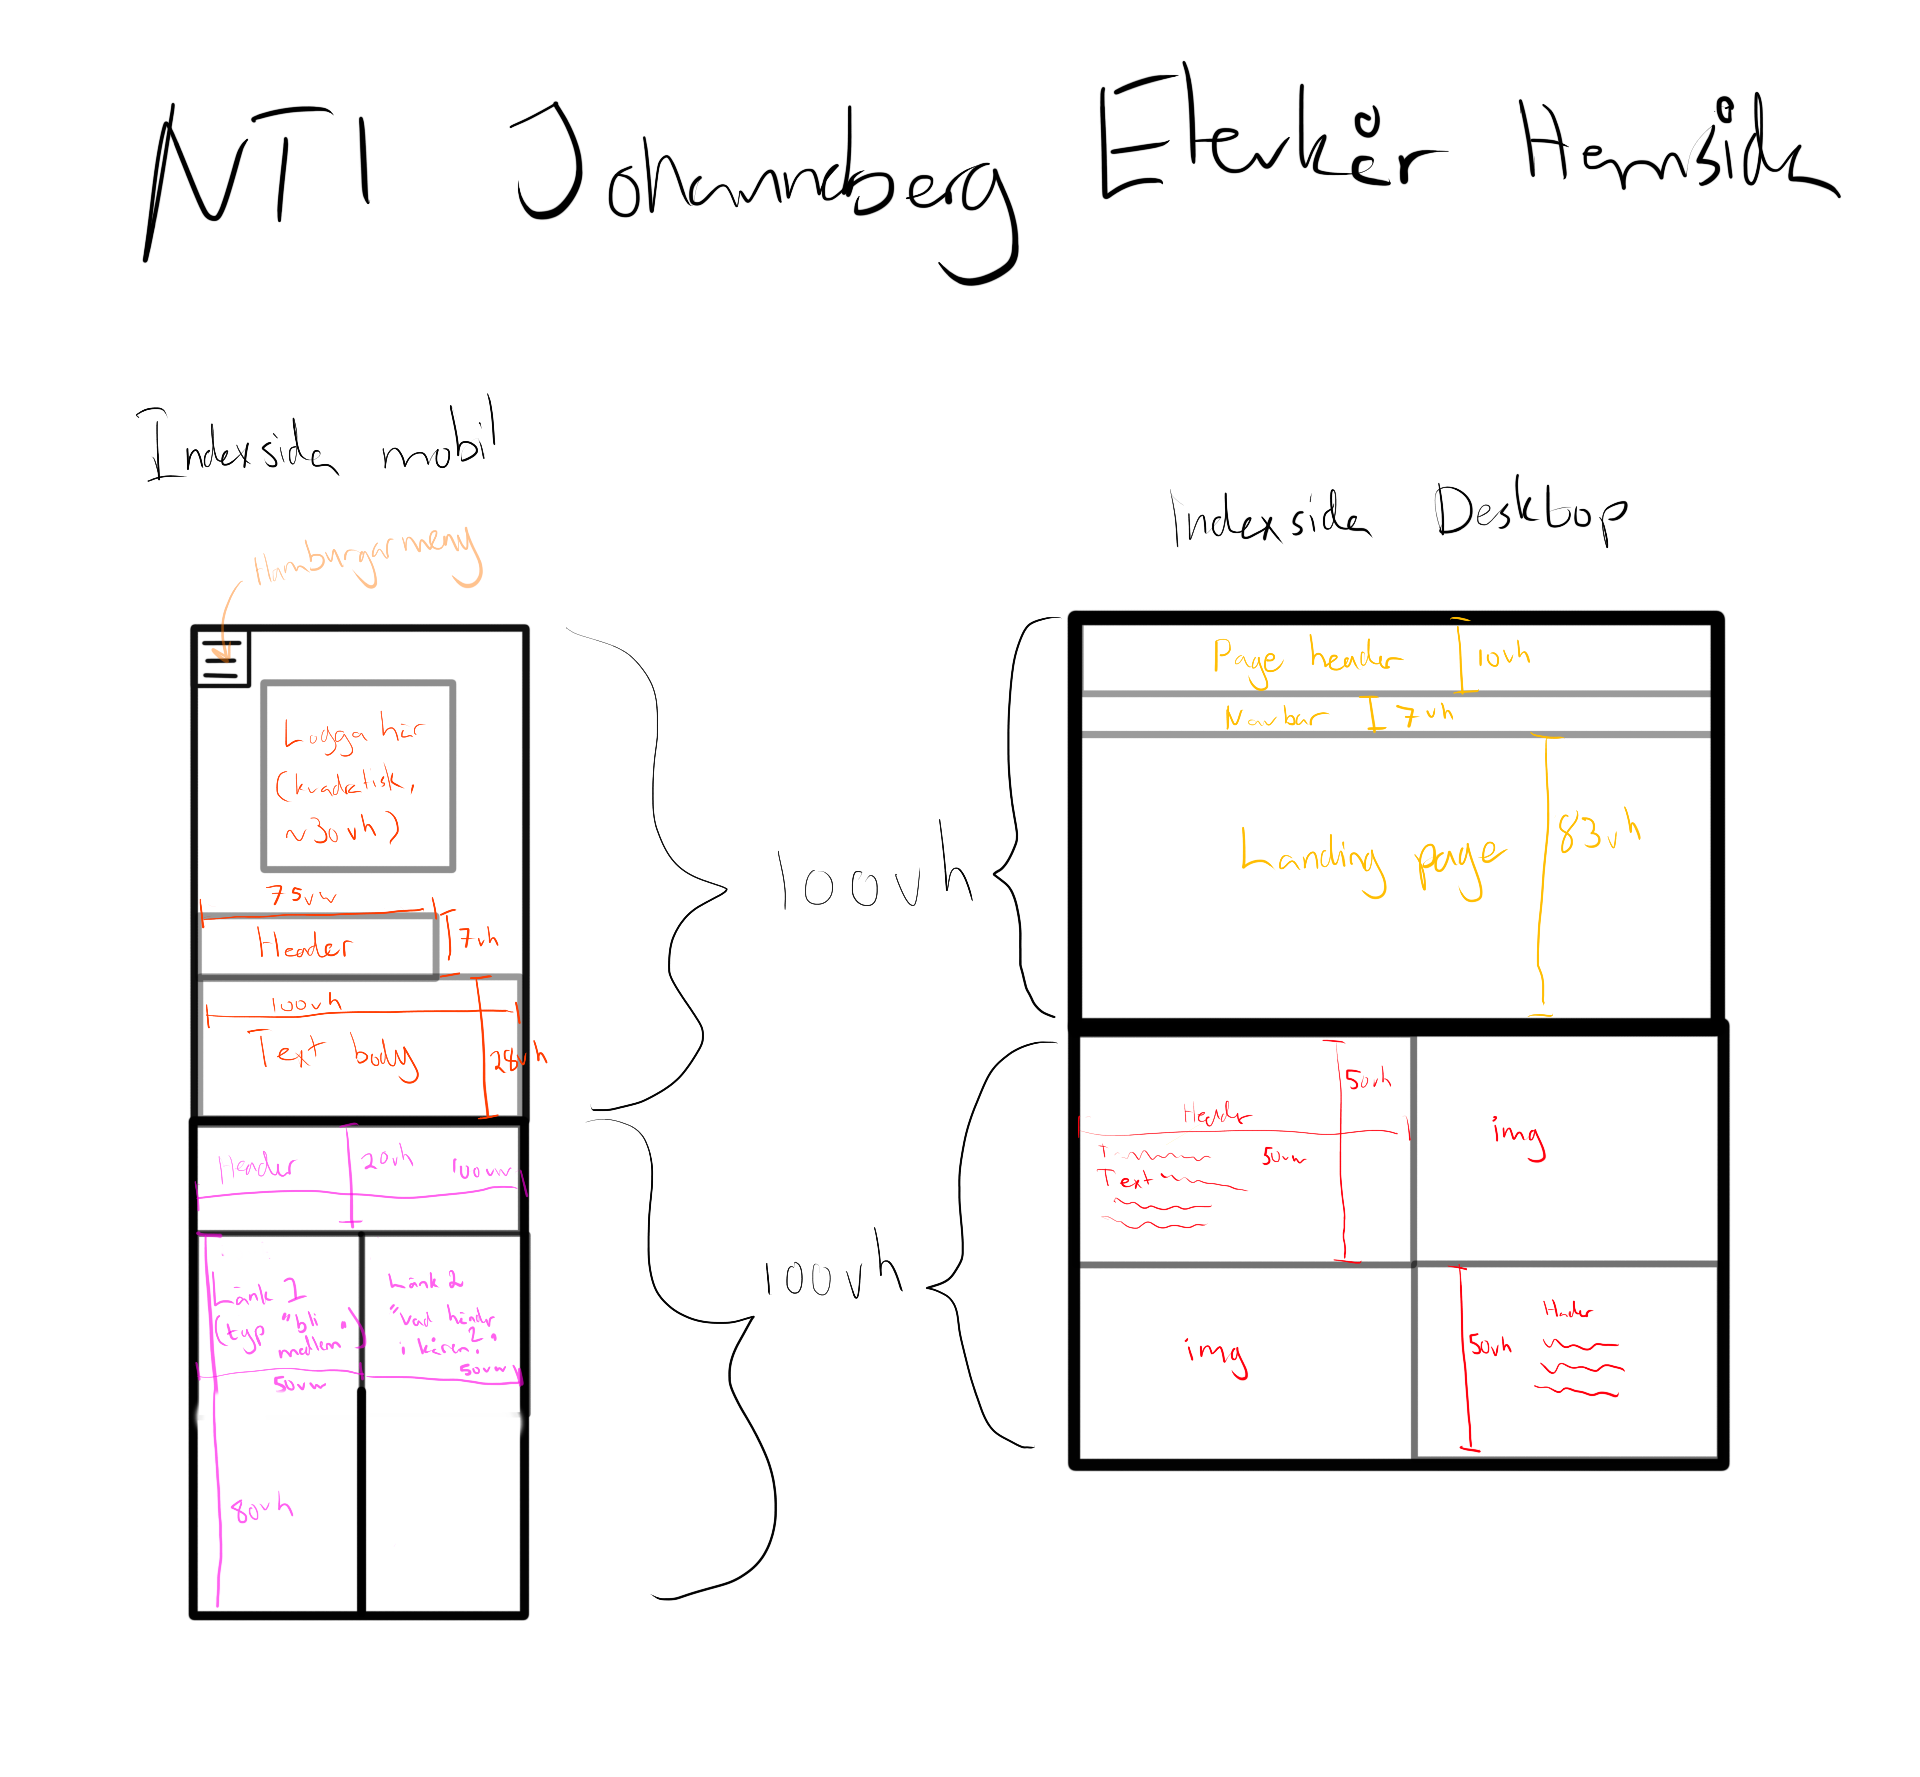 NTI Johanneberg Elevkår Hemsida
Indexsida mobil
Hamburgarmeny
Logga här
(kvadratisk,
~30vh)
75vw
Header
7vh
100vh
Text body
28vh
Header
20vh
100vw
Länk 1
(typ "bli
medlem")
50vw
80vh
Länk 2
"Vad händer
i kåren?"
50vw
100vh
100vh
Indexsida Desktop
Page header
10vh
Navbar
7vh
Landing page
83vh
Header
50vh
50vw
Text
img
img
Header
50vh